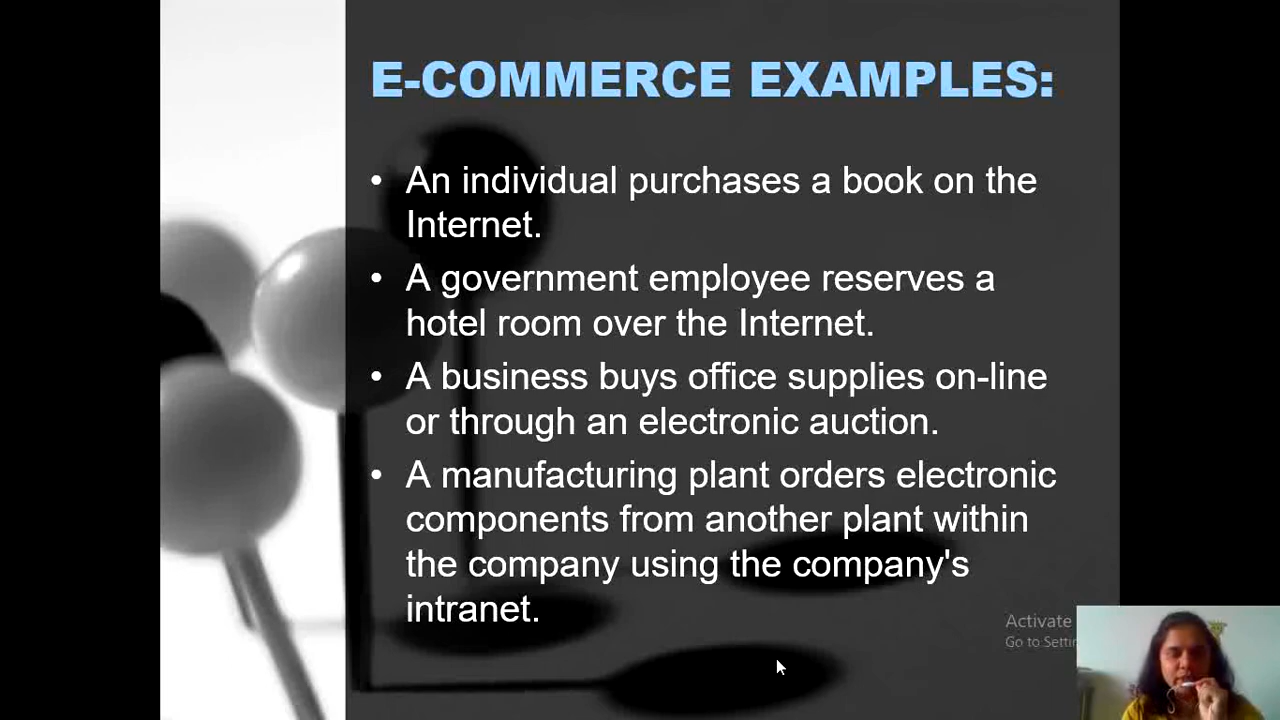 E-COMMERCE EXAMPLES:
• An individual purchases a book on the
Internet.
• A government employee reserves a
hotel room over the Internet.
• A business buys office supplies on-line
or through an electronic auction.
• A manufacturing plant orders electronic
components from another plant within
the company using the company's
intranet.
Activate
Go to Settin